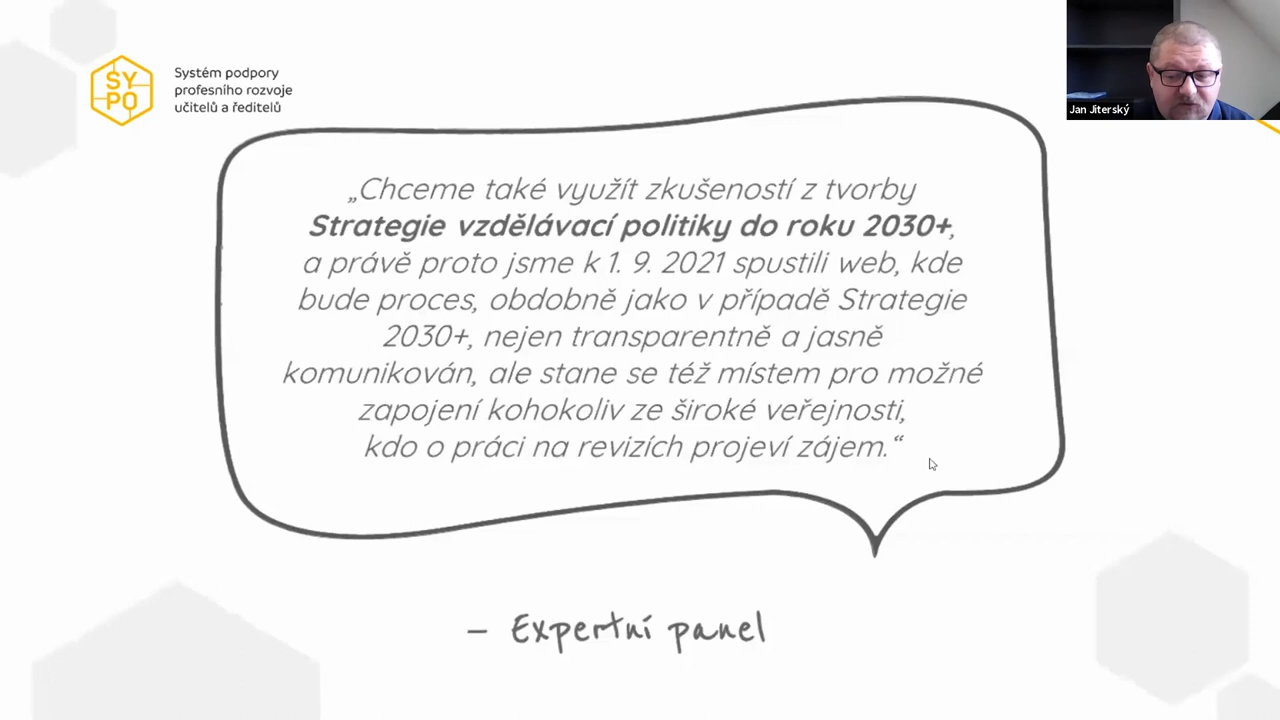 SY
PO
Systém podpory
profesního rozvoje
učitelů a ředitelů
Jan Jiterský
„Chceme také využít zkušeností z tvorby
Strategie vzdělávací politiky do roku 2030+,
a právě proto jsme k 1. 9. 2021 spustili web, kde
bude proces, obdobně jako v případě Strategie
2030+, nejen transparentně a jasně
komunikován, ale stane se též místem pro možné
zapojení kohokoliv ze široké veřejnosti,
kdo o práci na revizích projeví zájem.“
– Expertní panel